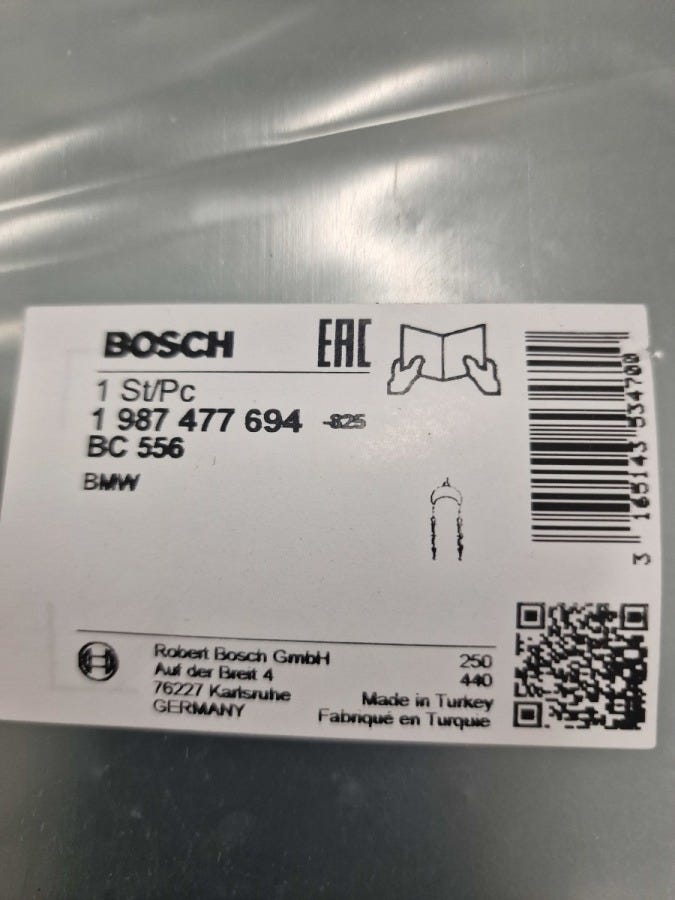 BOSCH
EAC
1 St/Pc
1 987 477 694 -825
BC 556
BMW
3 165143 534700
Robert Bosch GmbH
Auf der Breit 4
76227 Karlsruhe
GERMANY
250
440
Made in Turkey
Fabriqué en Turquie